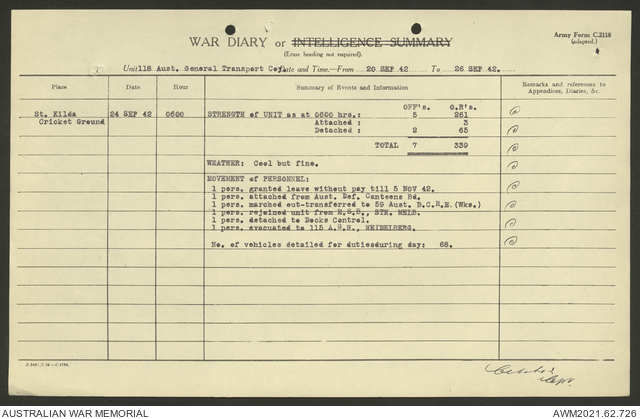 WAR DIARY or INTELLIGENCE SUMMARY
(Erase heading not required).
Army Form C.2118
(adapted.)
Unit 118 Aust. General Transport Coy Date and Time.—From 20 SEP 42 To 26 SEP 42.
Place Date Hour Summary of Events and Information Remarks and references to Appendices, Diaries, &c.
St. Kilda 24 SEP 42 0600 STRENGTH of UNIT as at 0600 hrs.: OFF's. O.R's.
Cricket Ground 5 261
Attached : 3
Detached : 2 65
TOTAL 7 339
WEATHER: Cool but fine.
MOVEMENT of PERSONNEL:
1 pers. granted leave without pay till 5 NOV 42.
1 pers. attached from Aust. Def. Canteens Bd.
1 pers. marched out-transferred to 59 Aust. D.C.R.E.(Wks.)
1 pers. rejoined unit from E.S.D., STH. MELB.
1 pers. detached to Docks Control.
1 pers. evacuated to 115 A.G.H., HEIDELBERG.
No. of vehicles detailed for dutiesduring day: 68.
Capt.
AUSTRALIAN WAR MEMORIAL AWM2021.62.726